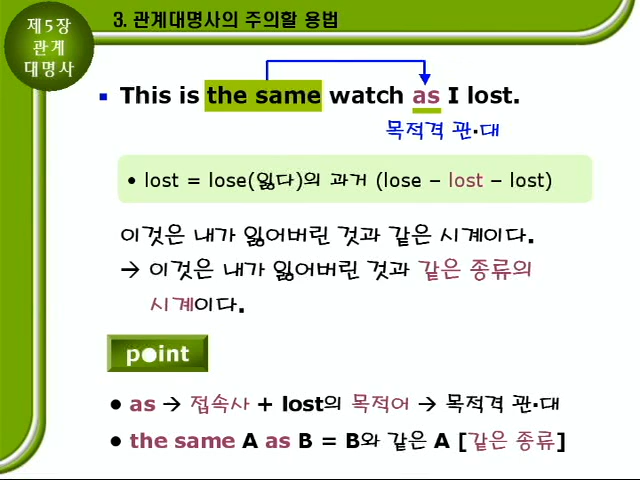 제5장
관계
대명사
3. 관계대명사의 주의할 용법
▪ This is the same watch as I lost.
목적격 관·대
• lost = lose(잃다)의 과거 (lose – lost – lost)
이것은 내가 잃어버린 것과 같은 시계이다.
→ 이것은 내가 잃어버린 것과 같은 종류의
시계이다.
point
● as → 접속사 + lost의 목적어 → 목적격 관·대
● the same A as B = B와 같은 A [같은 종류]